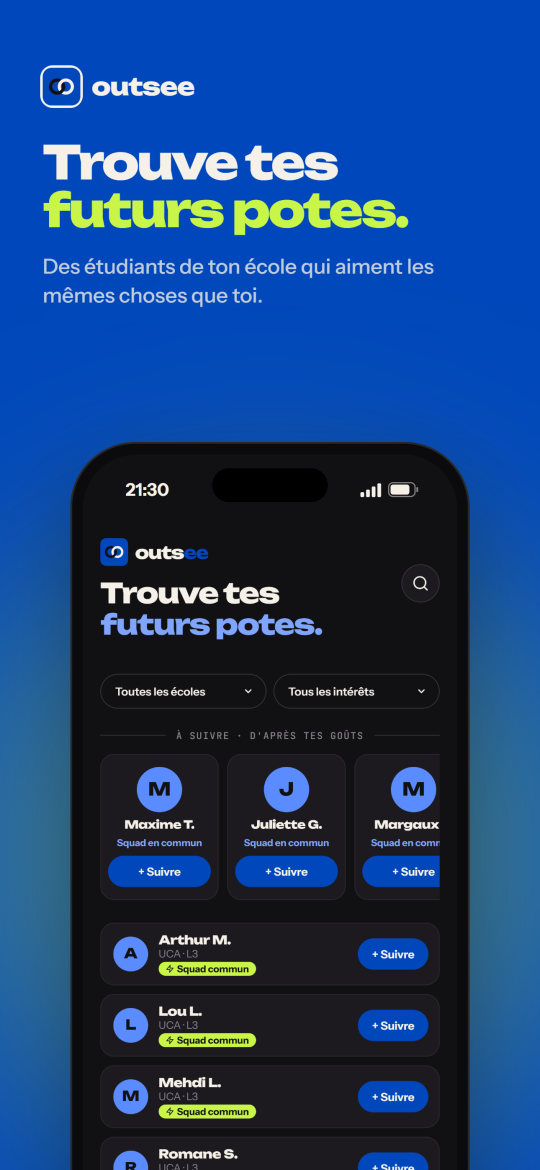 outsee
Trouve tes
futurs potes.
Des étudiants de ton école qui aiment les
mêmes choses que toi.
21:30
outsee
Trouve tes
futurs potes.
Toutes les écoles
Tous les intérêts
À SUIVRE · D'APRÈS TES GOÛTS
M
J
M
Maxime T.
Juliette G.
Margaux
Squad en commun
Squad en commun
Squad en comm
+ Suivre
+ Suivre
+ Suivre
A
Arthur M.
UCA · L3
Squad commun
+ Suivre
L
Lou L.
UCA · L3
Squad commun
+ Suivre
M
Mehdi L.
UCA · L3
Squad commun
+ Suivre
R
Romane S.
+ Suivre